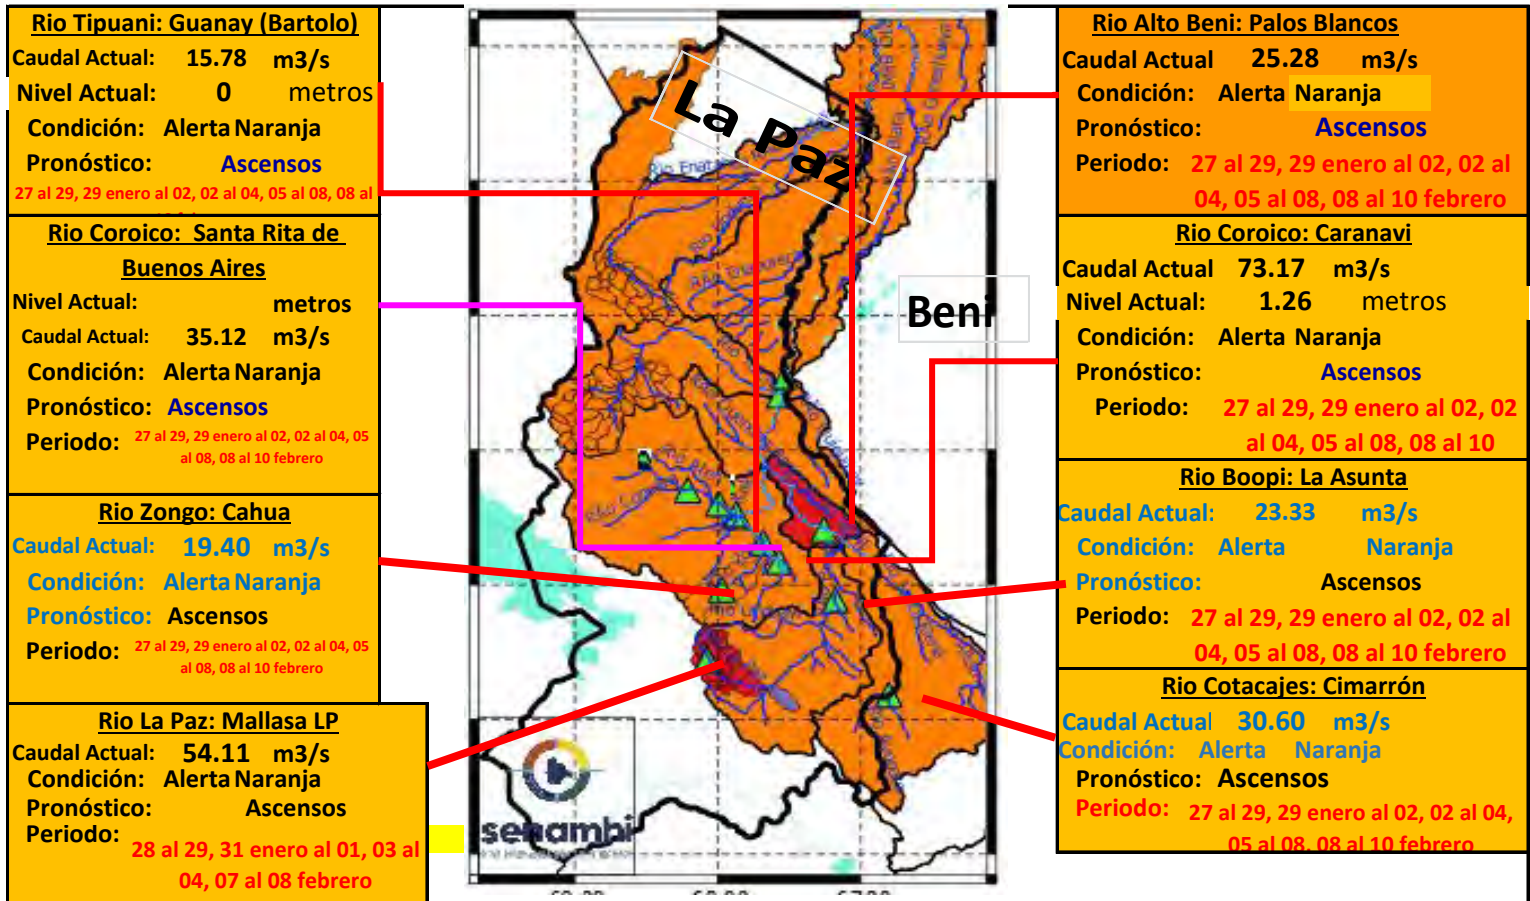 Rio Tipuani: Guanay (Bartolo)
Caudal Actual: 15.78 m3/s
Nivel Actual: 0 metros
Condición: Alerta Naranja
Pronóstico: Ascensos
27 al 29, 29 enero al 02, 02 al 04, 05 al 08, 08 al
Rio Coroico: Santa Rita de
Buenos Aires
Nivel Actual: metros
Caudal Actual: 35.12 m3/s
Condición: Alerta Naranja
Pronóstico: Ascensos
Periodo: 27 al 29, 29 enero al 02, 02 al 04, 05
al 08, 08 al 10 febrero
Rio Zongo: Cahua
Caudal Actual: 19.40 m3/s
Condición: Alerta Naranja
Pronóstico: Ascensos
Periodo: 27 al 29, 29 enero al 02, 02 al 04, 05
al 08, 08 al 10 febrero
Rio La Paz: Mallasa LP
Caudal Actual: 54.11 m3/s
Condición: Alerta Naranja
Pronóstico: Ascensos
Periodo: 28 al 29, 31 enero al 01, 03 al
04, 07 al 08 febrero
La Paz
Beni
senamhi
Rio Alto Beni: Palos Blancos
Caudal Actual 25.28 m3/s
Condición: Alerta Naranja
Pronóstico: Ascensos
Periodo: 27 al 29, 29 enero al 02, 02 al
04, 05 al 08, 08 al 10 febrero
Rio Coroico: Caranavi
Caudal Actual 73.17 m3/s
Nivel Actual: 1.26 metros
Condición: Alerta Naranja
Pronóstico: Ascensos
Periodo: 27 al 29, 29 enero al 02, 02
al 04, 05 al 08, 08 al 10
Rio Boopi: La Asunta
Caudal Actual: 23.33 m3/s
Condición: Alerta Naranja
Pronóstico: Ascensos
Periodo: 27 al 29, 29 enero al 02, 02 al
04, 05 al 08, 08 al 10 febrero
Rio Cotacajes: Cimarrón
Caudal Actual 30.60 m3/s
Condición: Alerta Naranja
Pronóstico: Ascensos
Periodo: 27 al 29, 29 enero al 02, 02 al 04,
05 al 08, 08 al 10 febrero